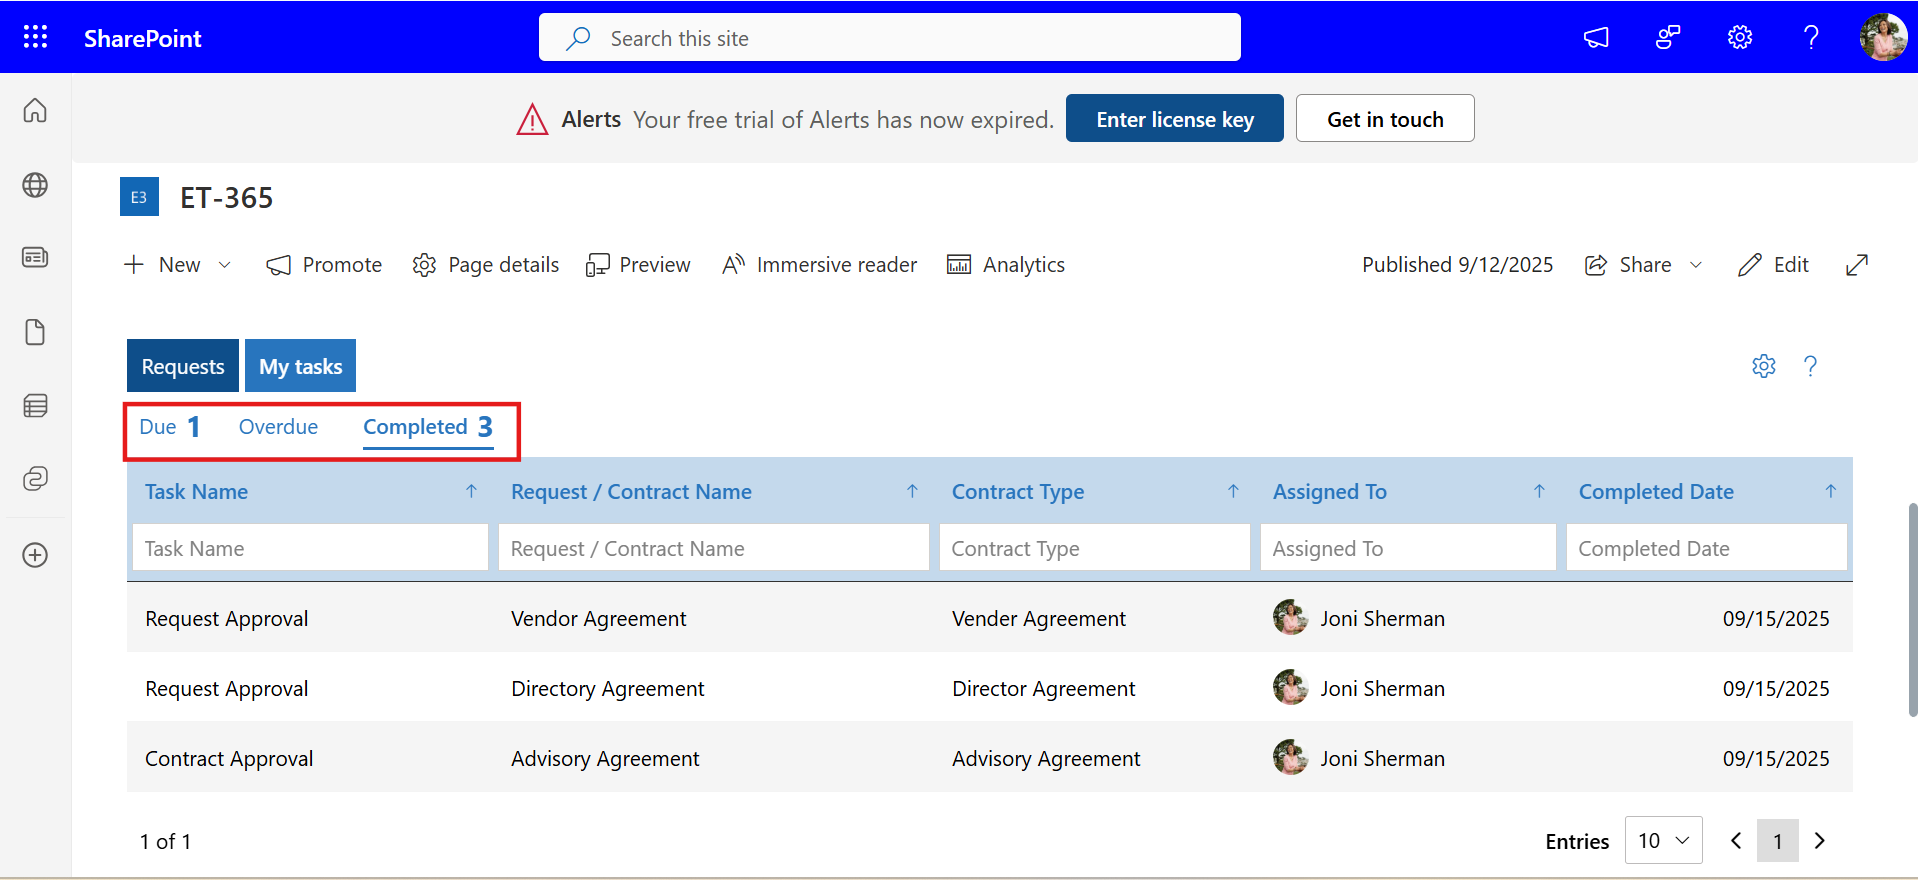 SharePoint
Search this site
?
Alerts Your free trial of Alerts has now expired. Enter license key Get in touch
E3 ET-365
New Promote Page details Preview Immersive reader Analytics Published 9/12/2025 Share Edit
Requests My tasks ?
Due 1 Overdue Completed 3
Task Name ↑ Request / Contract Name ↑ Contract Type ↑ Assigned To ↑ Completed Date ↑
Task Name Request / Contract Name Contract Type Assigned To Completed Date
Request Approval Vendor Agreement Vender Agreement Joni Sherman 09/15/2025
Request Approval Directory Agreement Director Agreement Joni Sherman 09/15/2025
Contract Approval Advisory Agreement Advisory Agreement Joni Sherman 09/15/2025
1 of 1 Entries 10 1